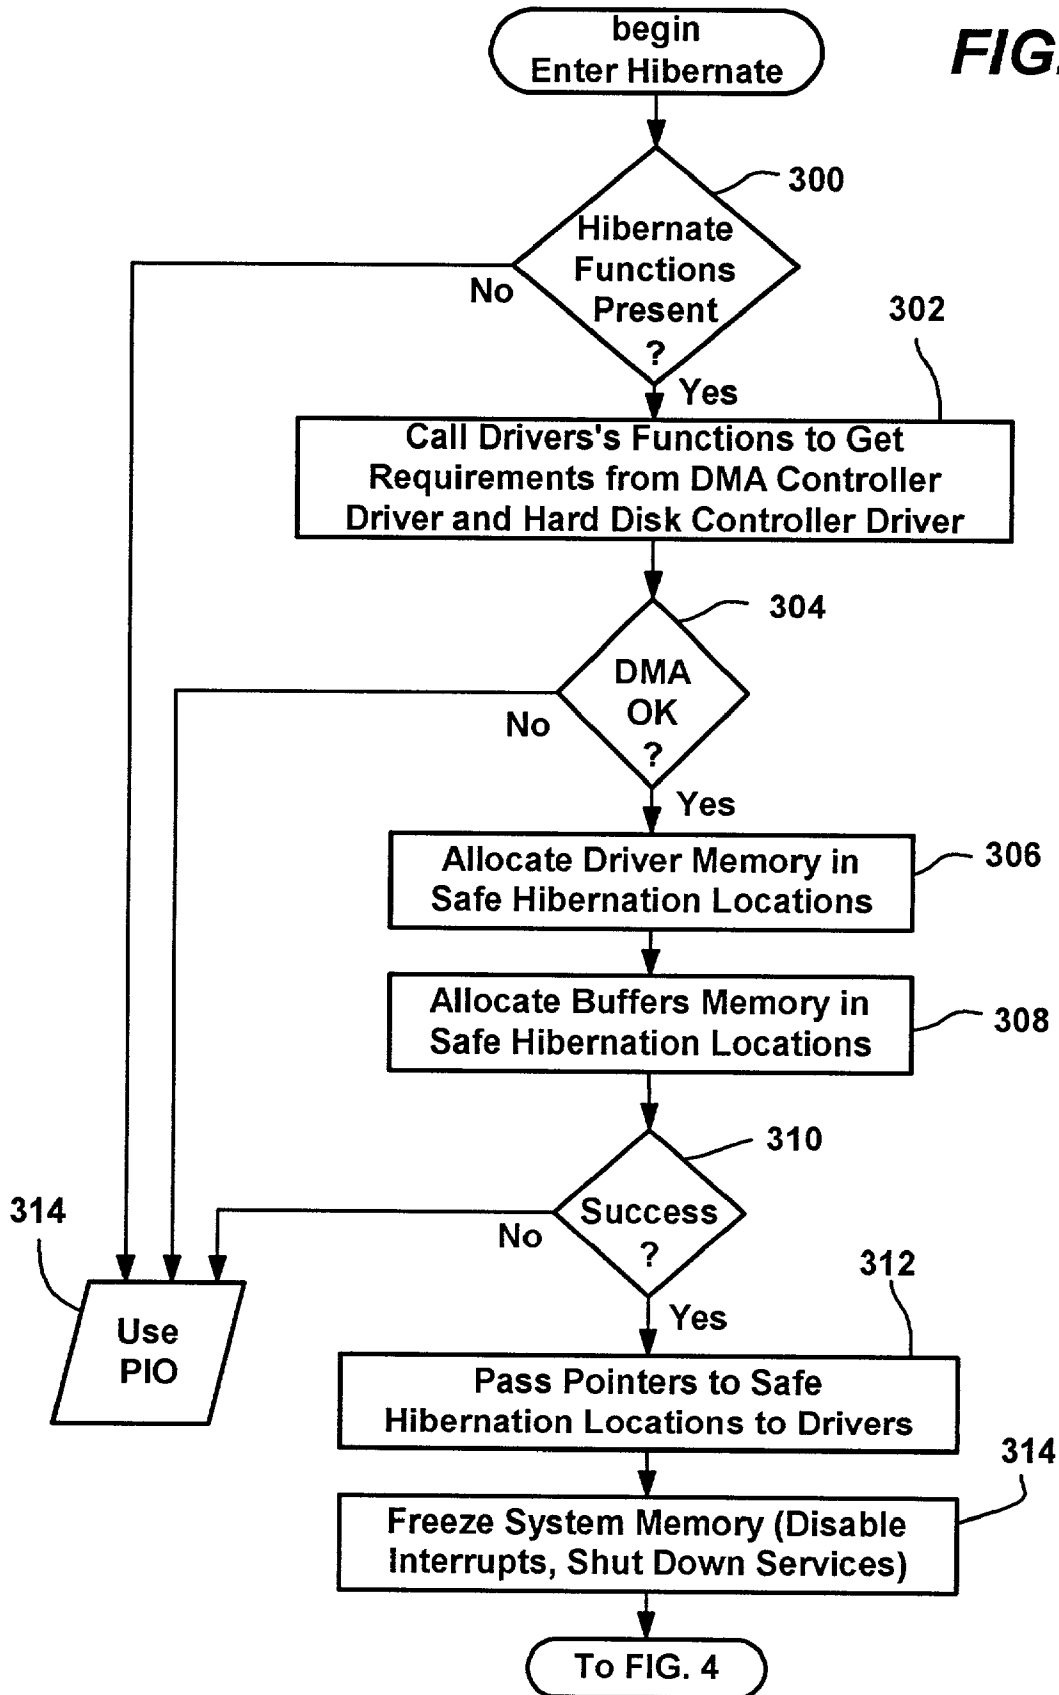 begin
Enter Hibernate
FIG.
300
Hibernate
Functions
Present
?
No
Yes
302
Call Drivers's Functions to Get
Requirements from DMA Controller
Driver and Hard Disk Controller Driver
304
DMA
OK
?
No
Yes
306
Allocate Driver Memory in
Safe Hibernation Locations
308
Allocate Buffers Memory in
Safe Hibernation Locations
310
Success
?
No
Yes
314
Use
PIO
312
Pass Pointers to Safe
Hibernation Locations to Drivers
314
Freeze System Memory (Disable
Interrupts, Shut Down Services)
To FIG. 4